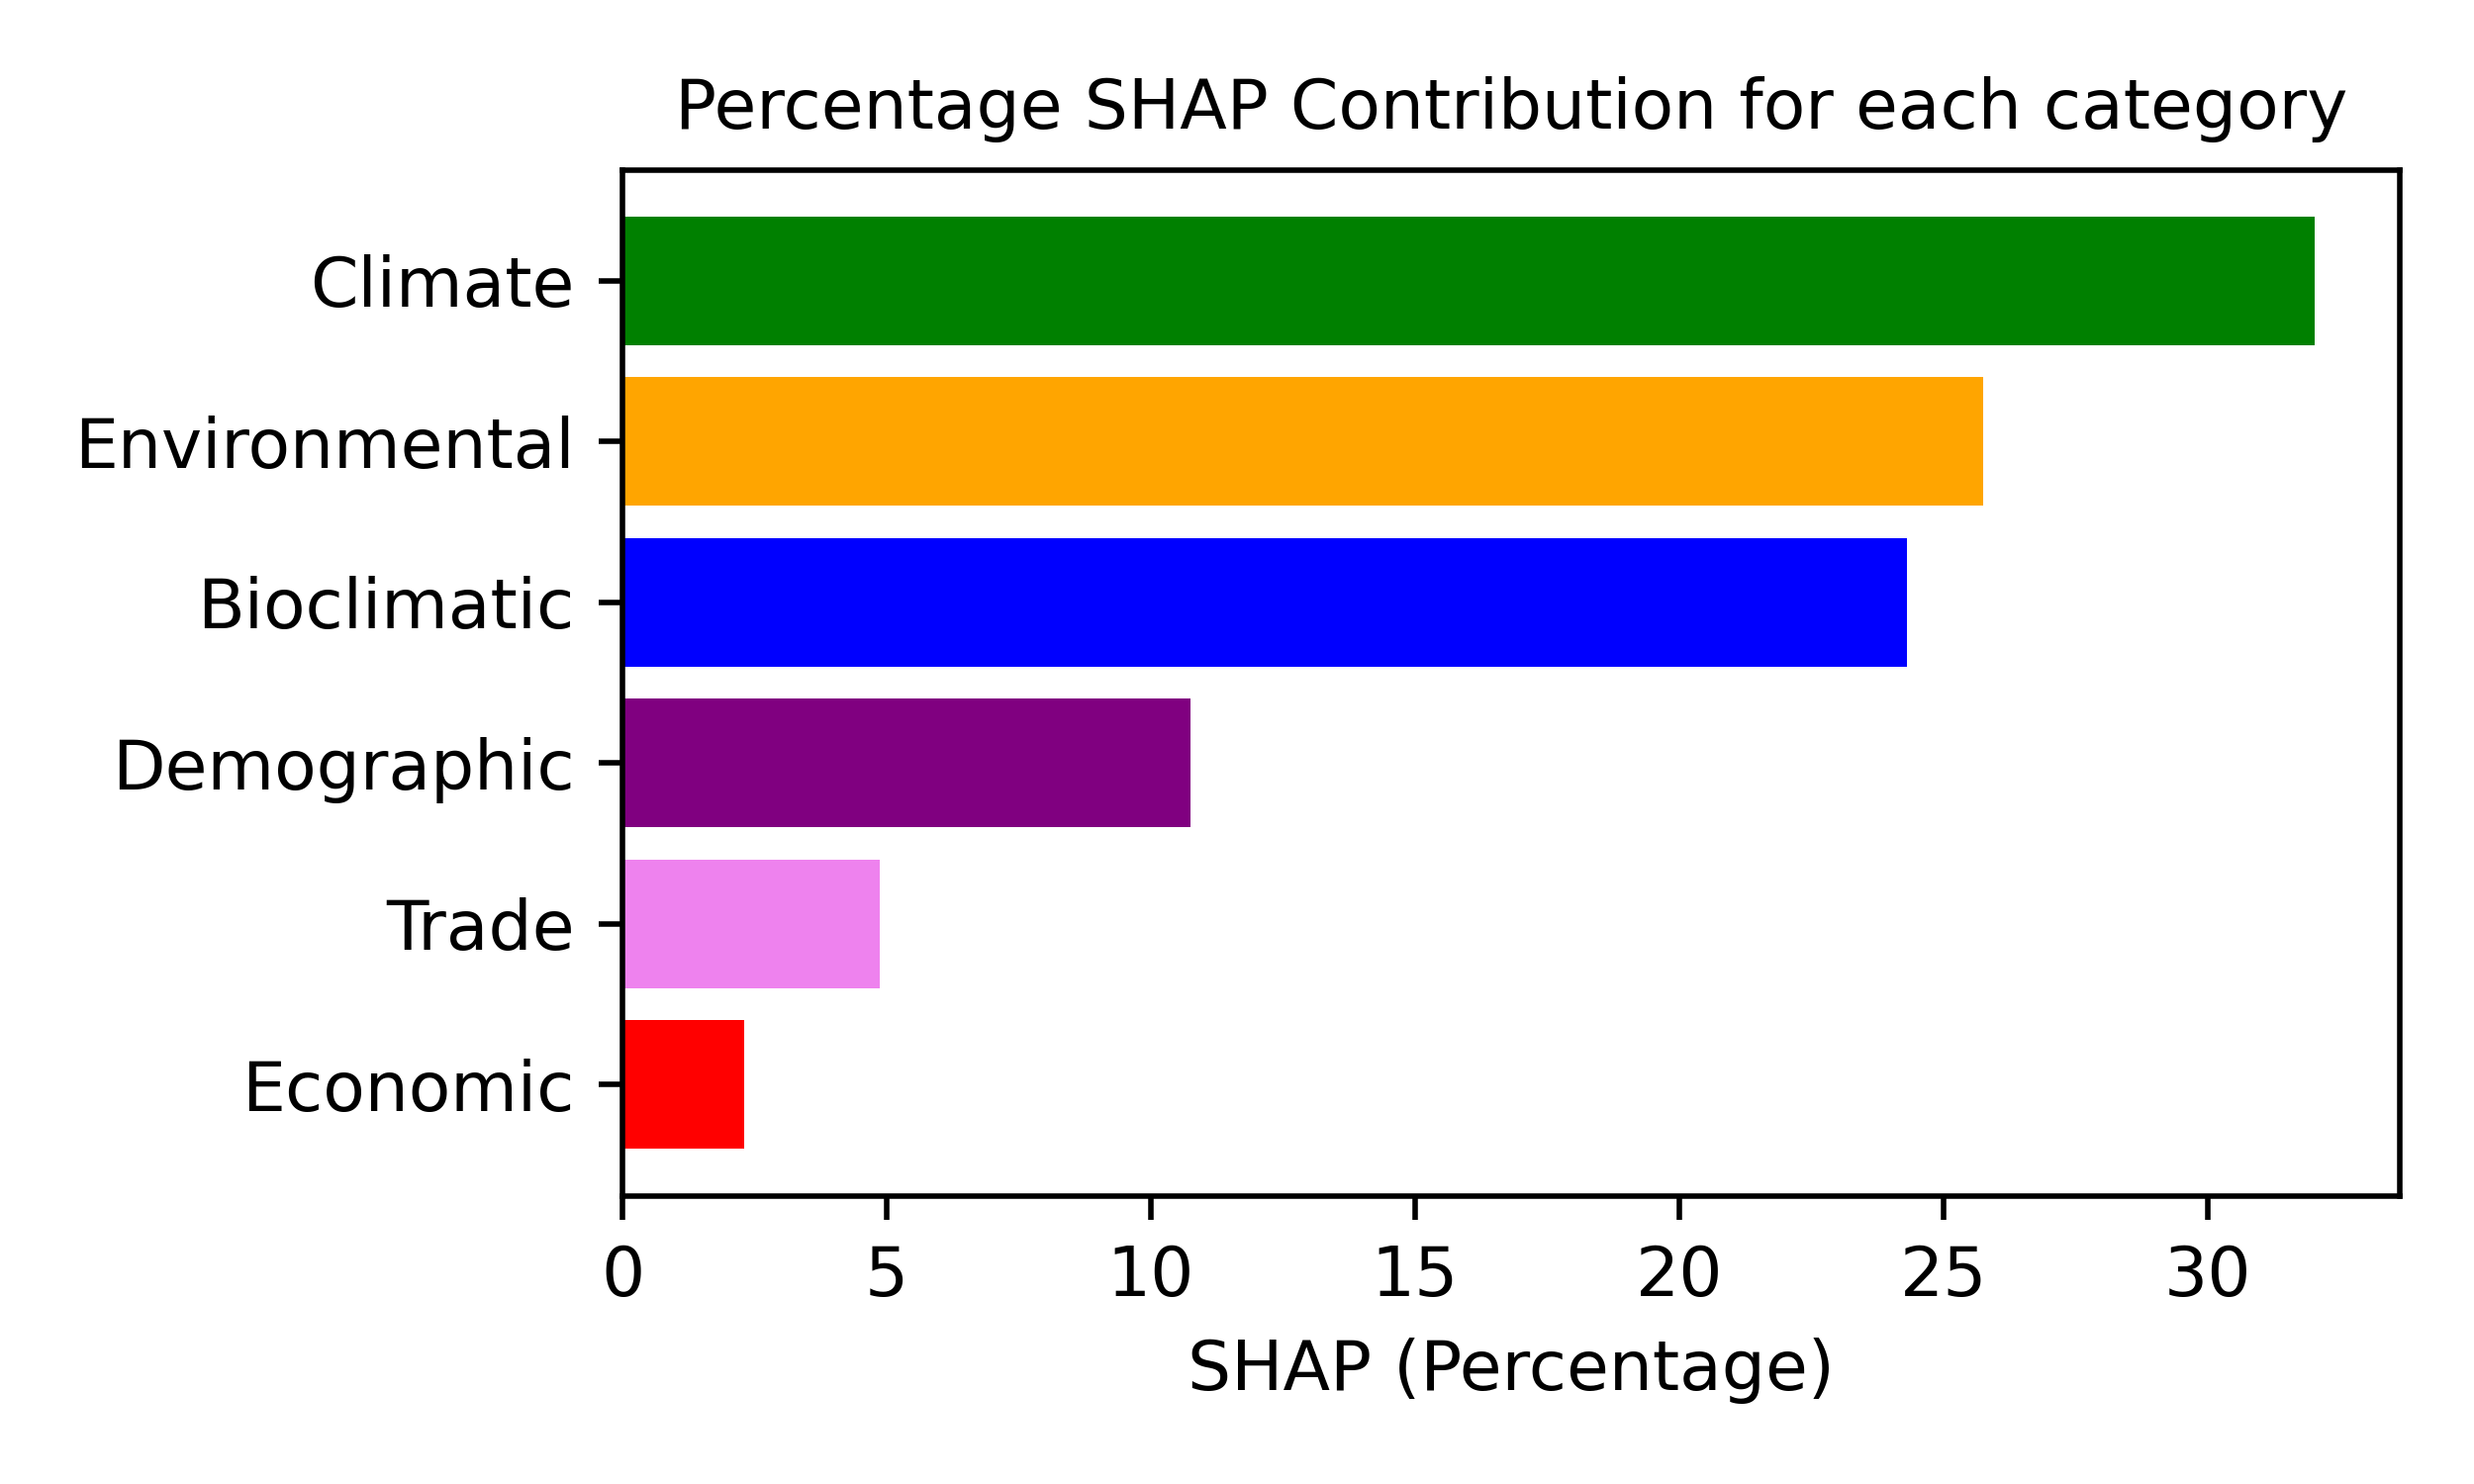 Percentage SHAP Contribution for each category
Climate
Environmental
Bioclimatic
Demographic
Trade
Economic
0 5 10 15 20 25 30
SHAP (Percentage)